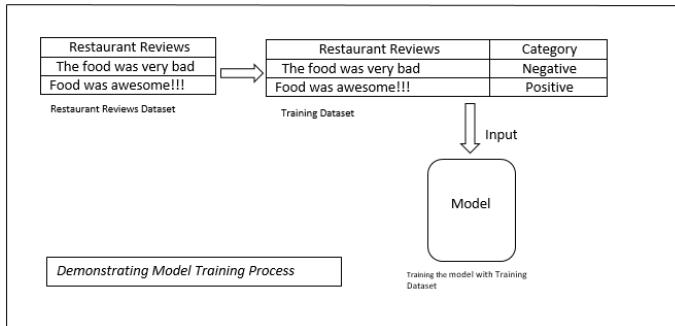 Restaurant Reviews
The food was very bad
Food was awesome!!!
Restaurant Reviews Dataset
Restaurant Reviews Category
The food was very bad Negative
Food was awesome!!! Positive
Training Dataset
Input
Model
Training the model with Training
Dataset
Demonstrating Model Training Process